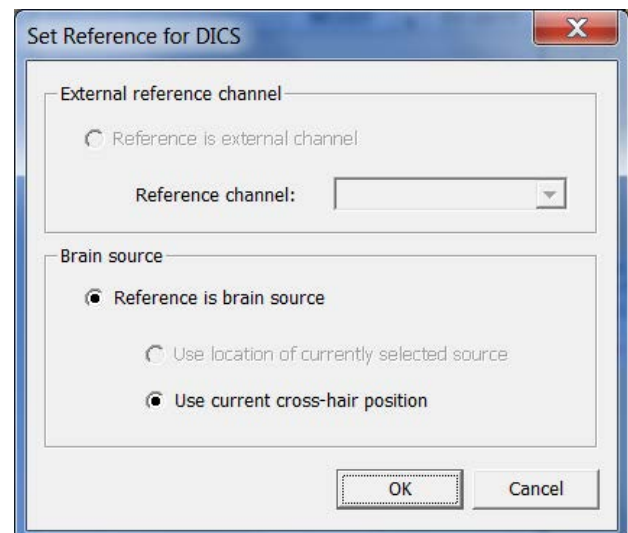 Set Reference for DICS
External reference channel
Reference is external channel
Reference channel:
Brain source
Reference is brain source
Use location of currently selected source
Use current cross-hair position
OK Cancel